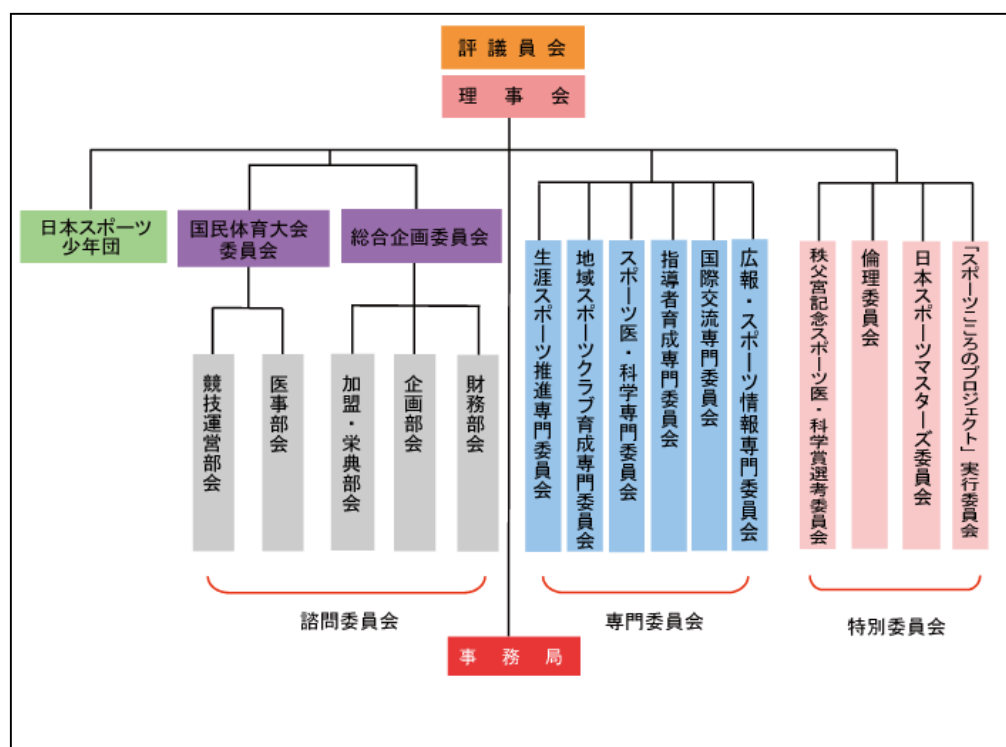 評議員会
理事会
日本スポーツ
少年団
国民体育大会
委員会
総合企画委員会
競技運営部会
医事部会
加盟・栄典部会
企画部会
財務部会
生涯スポーツ推進専門委員会
地域スポーツクラブ育成専門委員会
スポーツ医・科学専門委員会
指導者育成専門委員会
国際交流専門委員会
広報・スポーツ情報専門委員会
秩父宮記念スポーツ医・科学賞選考委員会
倫理委員会
日本スポーツマスターズ委員会
「スポーツこころのプロジェクト」実行委員会
諮問委員会
専門委員会
特別委員会
事務局